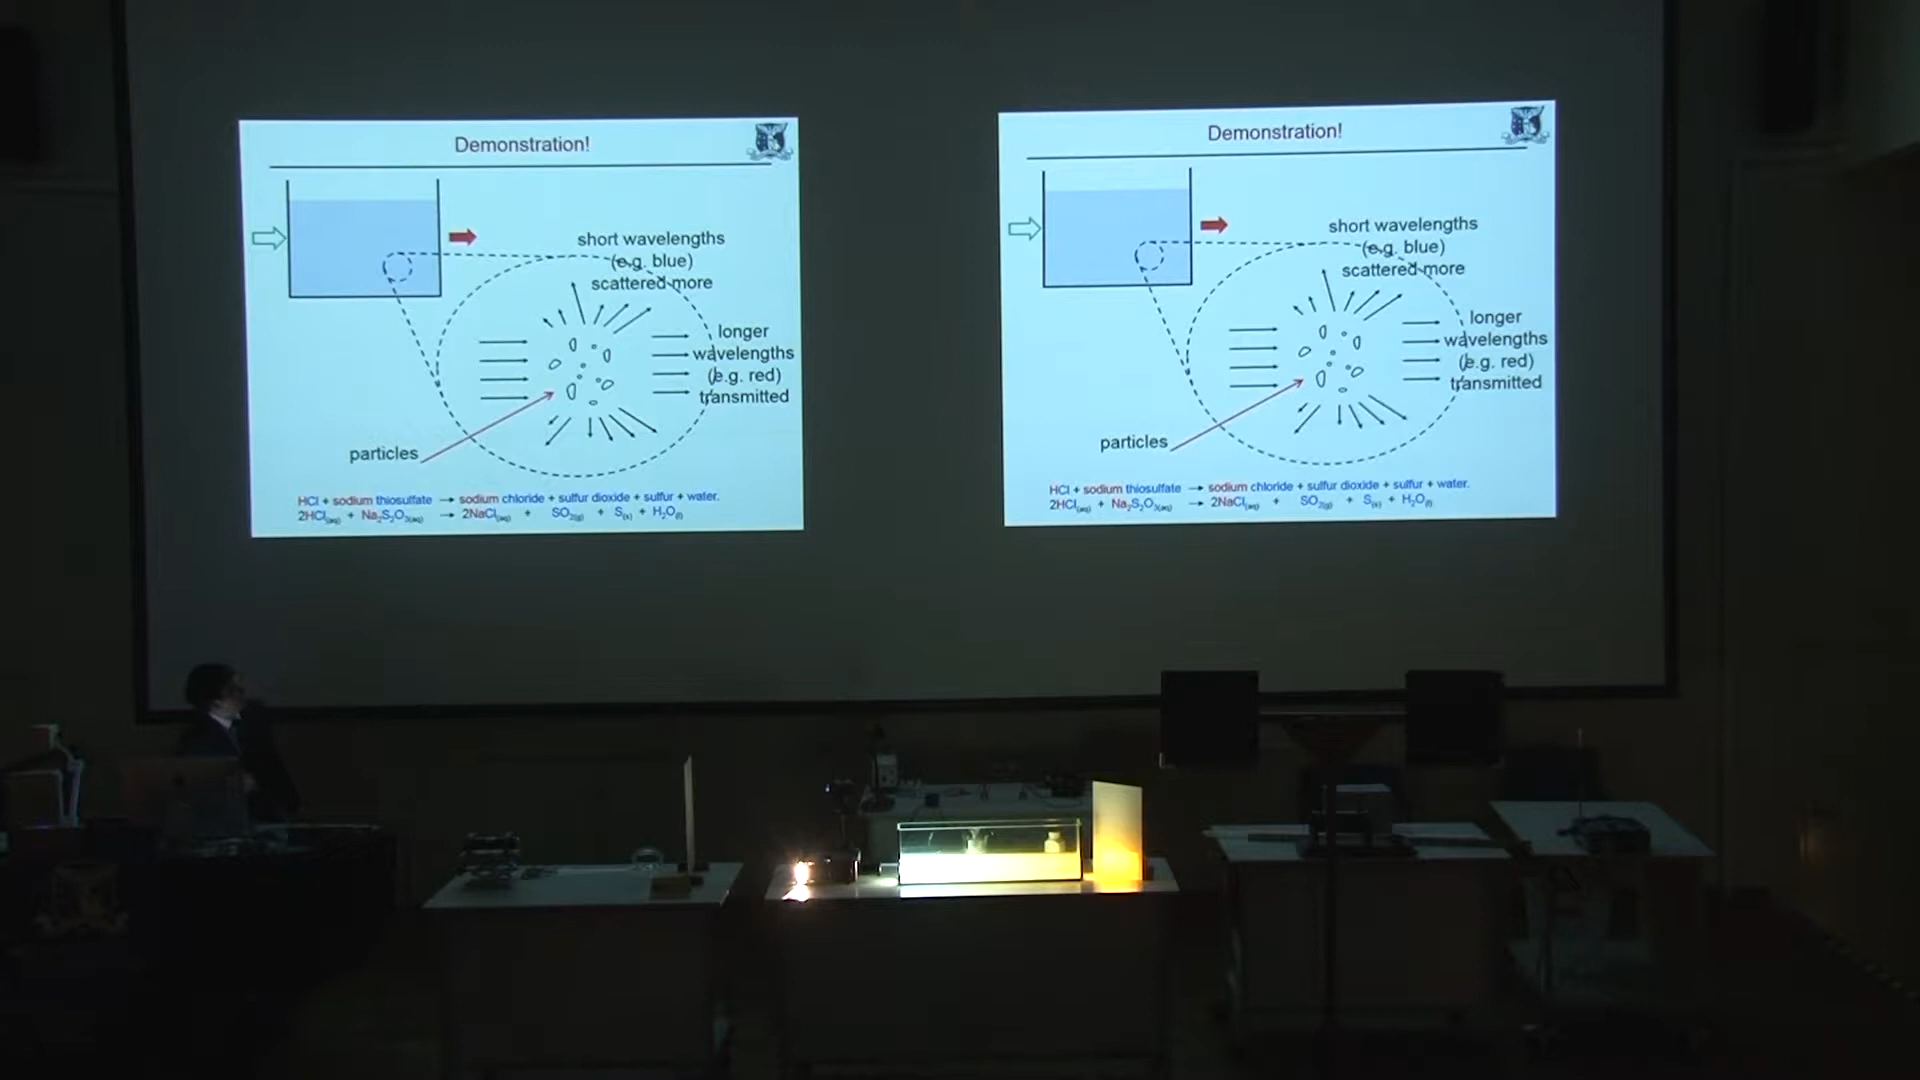 Demonstration!
short wavelengths
(e.g. blue)
scattered more
longer
wavelengths
(e.g. red)
transmitted
particles
HCl + sodium thiosulfate → sodium chloride + sulfur dioxide + sulfur + water.
2HCl(aq) + Na2S2O3(aq) → 2NaCl(aq) + SO2(g) + S(s) + H2O(l)
Demonstration!
short wavelengths
(e.g. blue)
scattered more
longer
wavelengths
(e.g. red)
transmitted
particles
HCl + sodium thiosulfate → sodium chloride + sulfur dioxide + sulfur + water.
2HCl(aq) + Na2S2O3(aq) → 2NaCl(aq) + SO2(g) + S(s) + H2O(l)